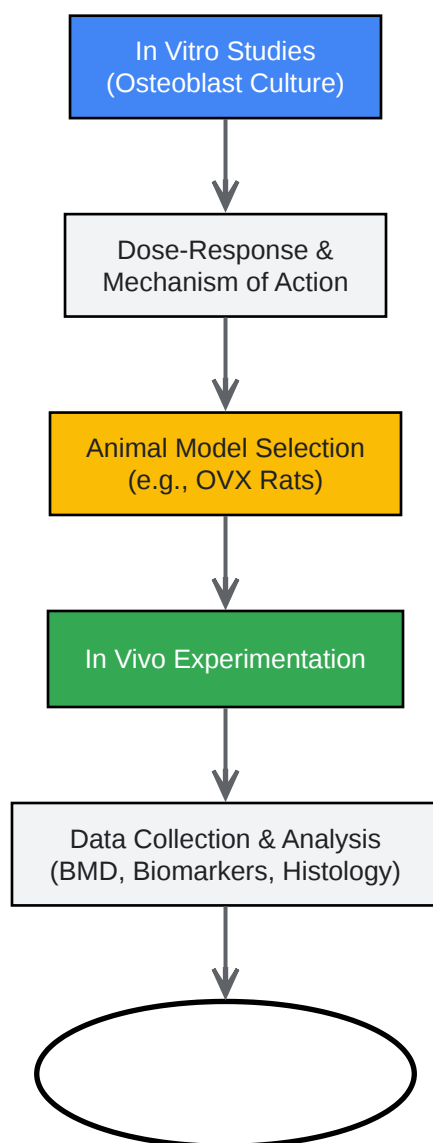 In Vitro Studies
(Osteoblast Culture)
Dose-Response &
Mechanism of Action
Animal Model Selection
(e.g., OVX Rats)
In Vivo Experimentation
Data Collection & Analysis
(BMD, Biomarkers, Histology)